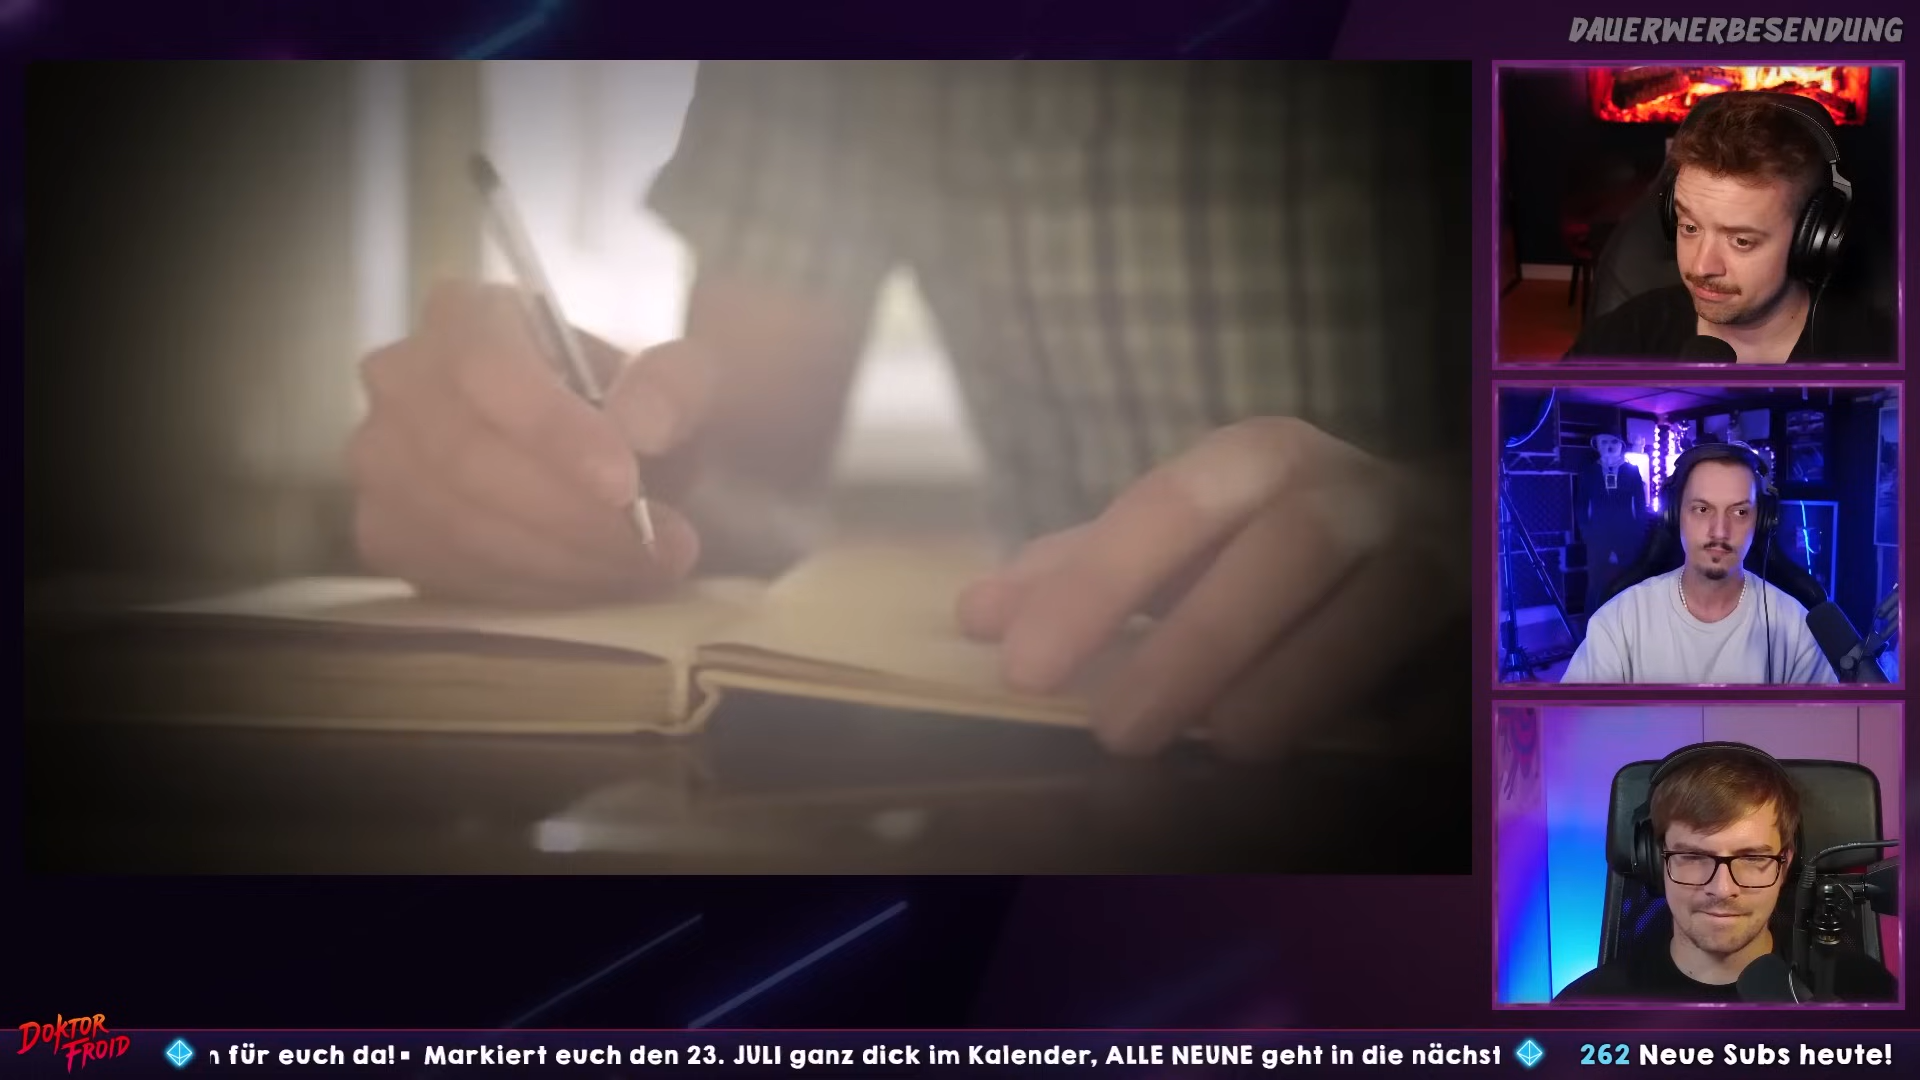 DAUERWERBESENDUNG
DOKTOR
FROID
n für euch da! ▪ Markiert euch den 23. JULI ganz dick im Kalender, ALLE NEUNE geht in die nächst
262 Neue Subs heute!